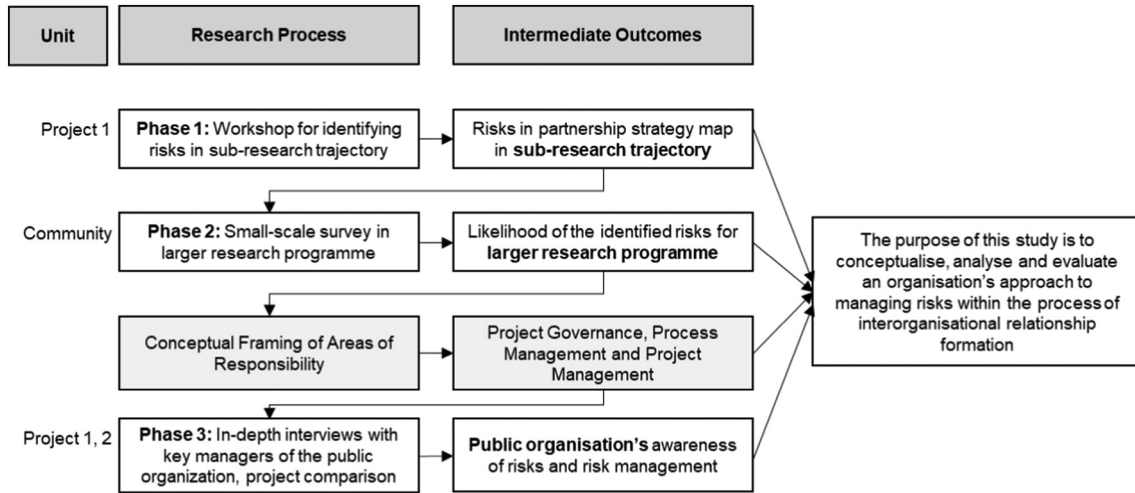 Unit
Research Process
Intermediate Outcomes
Project 1
Phase 1: Workshop for identifying
risks in sub-research trajectory
Risks in partnership strategy map
in sub-research trajectory
Community
Phase 2: Small-scale survey in
larger research programme
Likelihood of the identified risks for
larger research programme
The purpose of this study is to
conceptualise, analyse and evaluate
an organisation's approach to
managing risks within the process of
interorganisational relationship
formation
Conceptual Framing of Areas of
Responsibility
Project Governance, Process
Management and Project
Management
Project 1, 2
Phase 3: In-depth interviews with
key managers of the public
organization, project comparison
Public organisation's awareness
of risks and risk management